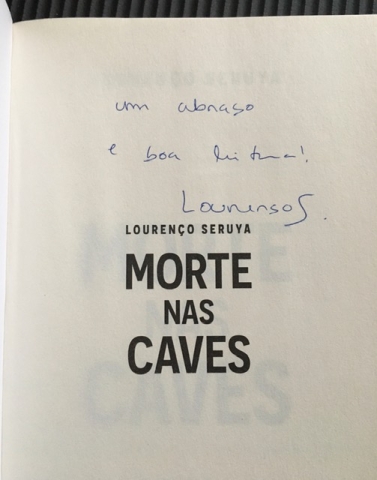 um abraço
e boa leitura!
Lourenço S.
LOURENÇO SERUYA
MORTE
NAS
CAVES